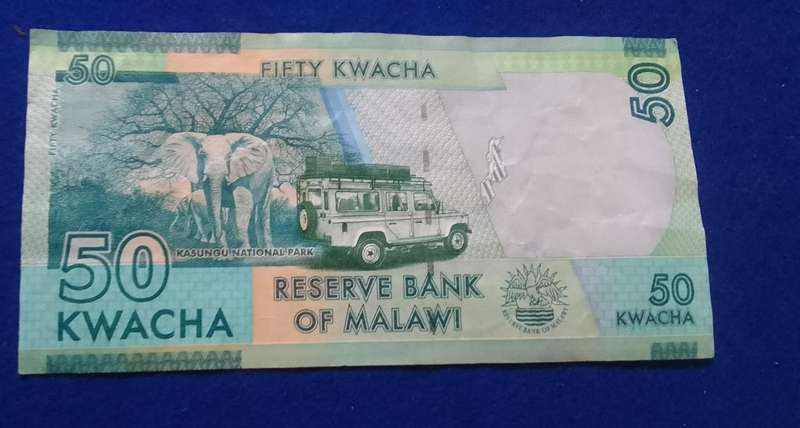 50
FIFTY KWACHA
50
FIFTY KWACHA
KASUNGU NATIONAL PARK
50
KWACHA
RESERVE BANK
OF MALAWI
RESERVE BANK OF MALAWI
50
KWACHA